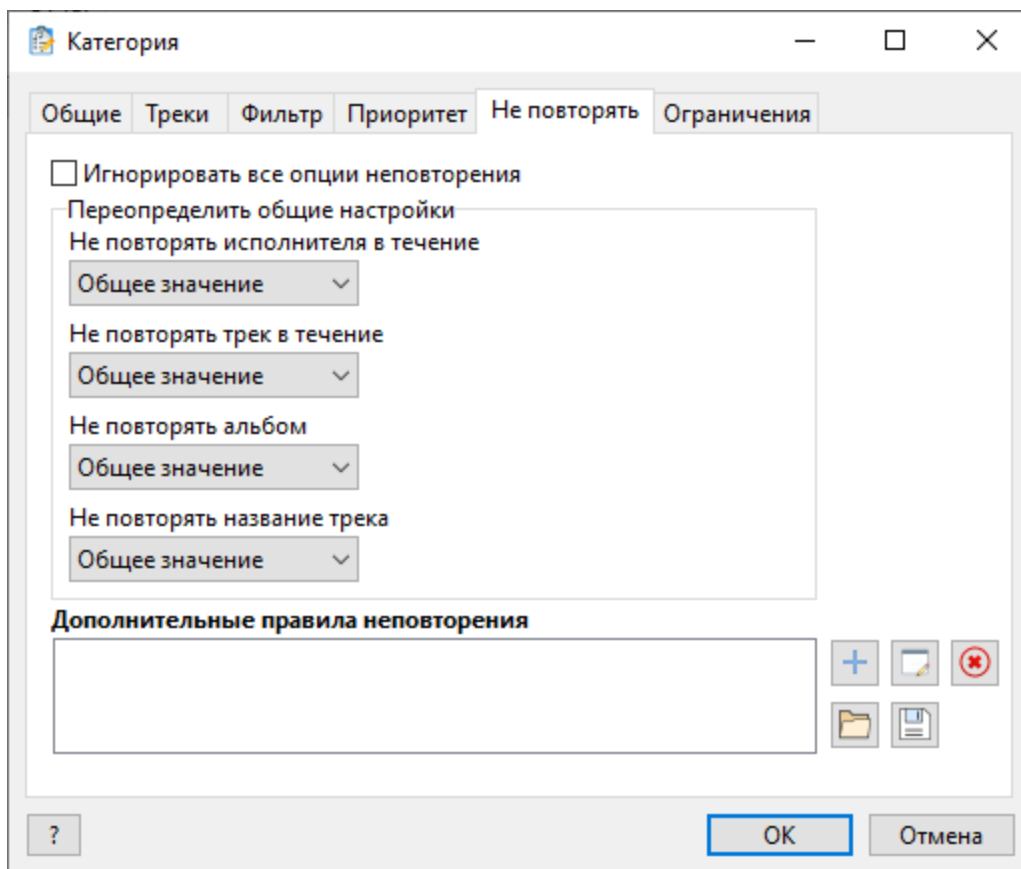 Категория
Общие Треки Фильтр Приоритет Не повторять Ограничения
Игнорировать все опции неповторения
Переопределить общие настройки
Не повторять исполнителя в течение
Общее значение
Не повторять трек в течение
Общее значение
Не повторять альбом
Общее значение
Не повторять название трека
Общее значение
Дополнительные правила неповторения
? OK Отмена